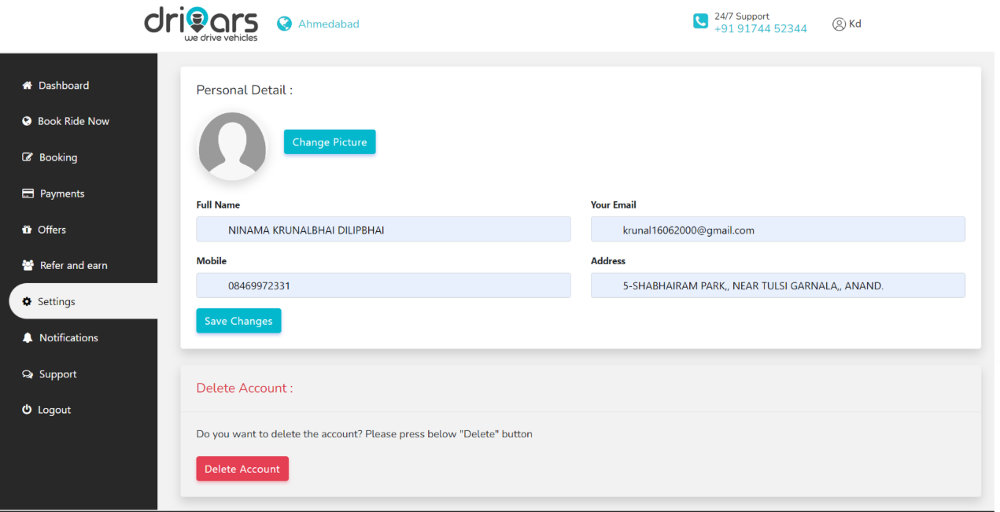 dricars
we drive vehicles
Ahmedabad
24/7 Support
+91 91744 52344
Kd
Dashboard
Book Ride Now
Booking
Payments
Offers
Refer and earn
Settings
Notifications
Support
Logout
Personal Detail :
Change Picture
Full Name
NINAMA KRUNALBHAI DILIPBHAI
Your Email
krunal16062000@gmail.com
Mobile
08469972331
Address
5-SHABHAIRAM PARK,, NEAR TULSI GARNALA,, ANAND.
Save Changes
Delete Account :
Do you want to delete the account? Please press below "Delete" button
Delete Account